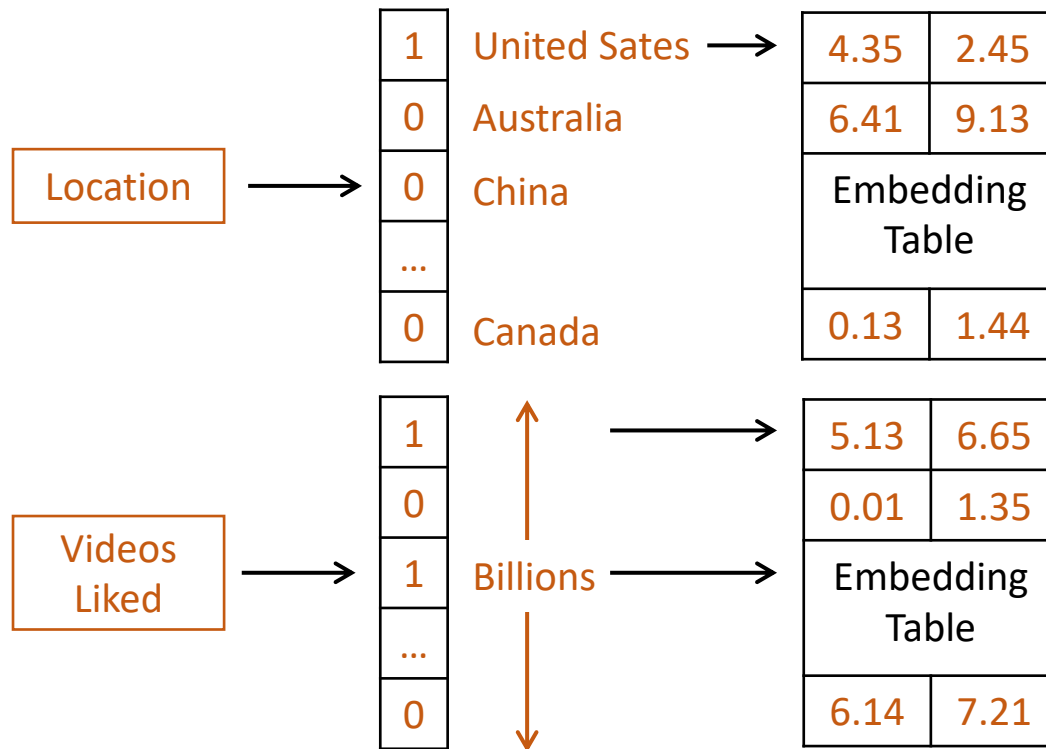 Location
1 United Sates 4.35 2.45
0 Australia 6.41 9.13
0 China Embedding
Table
...
0 Canada 0.13 1.44
Videos
Liked
1 5.13 6.65
0 0.01 1.35
1 Billions Embedding
Table
...
0 6.14 7.21